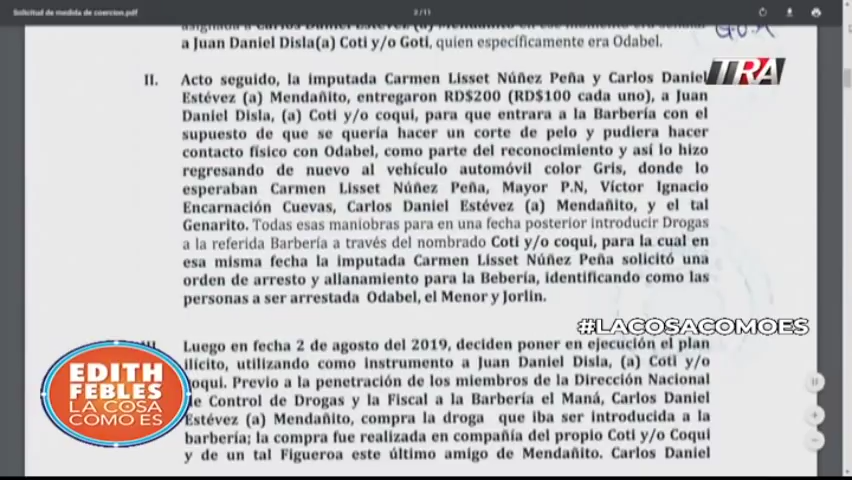 Solicitud de medida de coercion.pdf
3/11
a Juan Daniel Disla(a) Coti y/o Goti, quien específicamente era Odabel.
TRA
II. Acto seguido, la imputada Carmen Lisset Núñez Peña y Carlos Daniel
Estévez (a) Mendañito, entregaron RD$200 (RD$100 cada uno), a Juan
Daniel Disla, (a) Coti y/o coqui, para que entrara a la Barbería con el
supuesto de que se quería hacer un corte de pelo y pudiera hacer
contacto físico con Odabel, como parte del reconocimiento y así lo hizo
regresando de nuevo al vehículo automóvil color Gris, donde lo
esperaban Carmen Lisset Núñez Peña, Mayor P.N, Víctor Ignacio
Encarnación Cuevas, Carlos Daniel Estévez (a) Mendañito, y el tal
Genarito. Todas esas maniobras para en una fecha posterior introducir Drogas
a la referida Barbería a través del nombrado Coti y/o coqui, para la cual en
esa misma fecha la imputada Carmen Lisset Núñez Peña solicitó una
orden de arresto y allanamiento para la Bebería, identificando como las
personas a ser arrestada Odabel, el Menor y Jorlin.
#LACOSACOMOES
Luego en fecha 2 de agosto del 2019, deciden poner en ejecución el plan
ilícito, utilizando como instrumento a Juan Daniel Disla, (a) Coti y/o
oqui. Previo a la penetración de los miembros de la Dirección Nacional
de Control de Drogas y la Fiscal a la Barbería el Maná, Carlos Daniel
Estévez (a) Mendañito, compra la droga que iba ser introducida a la
barbería; la compra fue realizada en compañía del propio Coti y/o Coqui
y de un tal Figueroa este último amigo de Mendañito. Carlos Daniel
EDITH
FEBLES
LA COSA
COMO ES